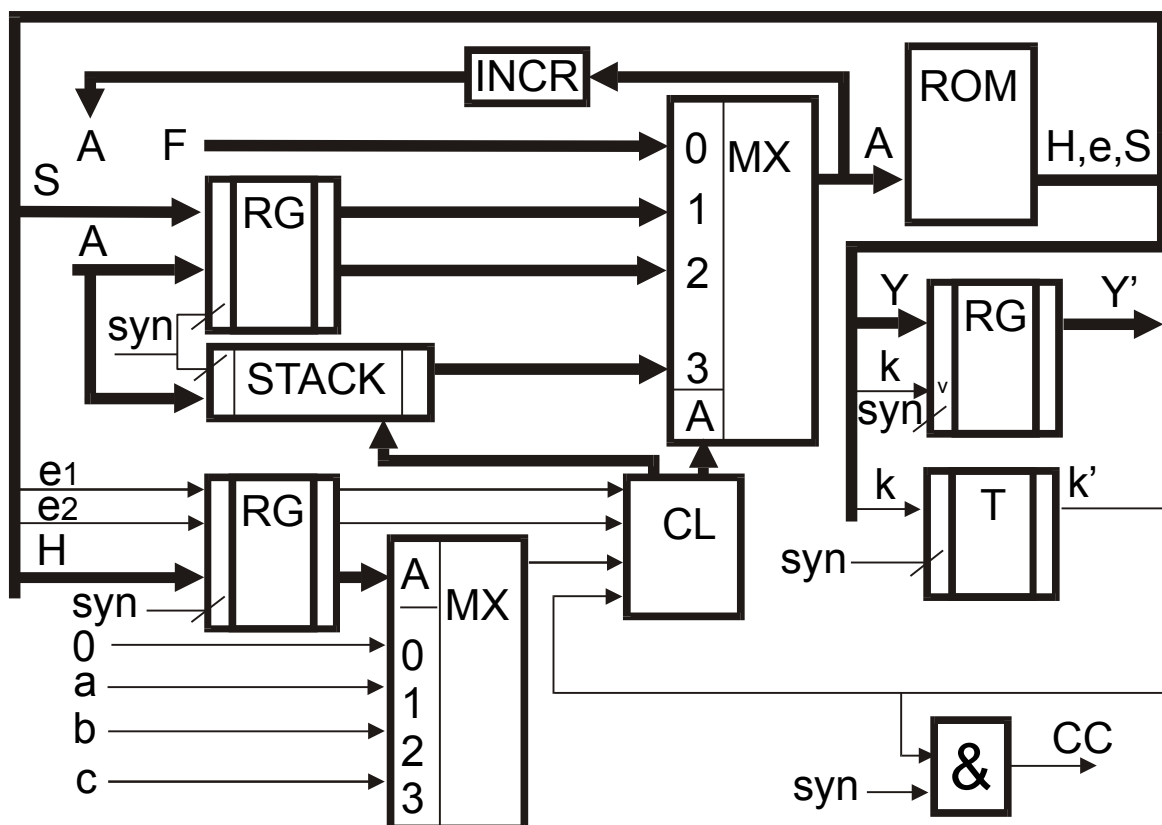 INCR
ROM
A
F
0
MX
A
H,e,S
S
RG
1
A
2
Y
RG
Y’
syn
STACK
3
k
v
syn
A
e1
e2
RG
CL
k
T
k’
H
A
MX
syn
syn
0
0
a
1
b
2
&
CC
c
3
syn